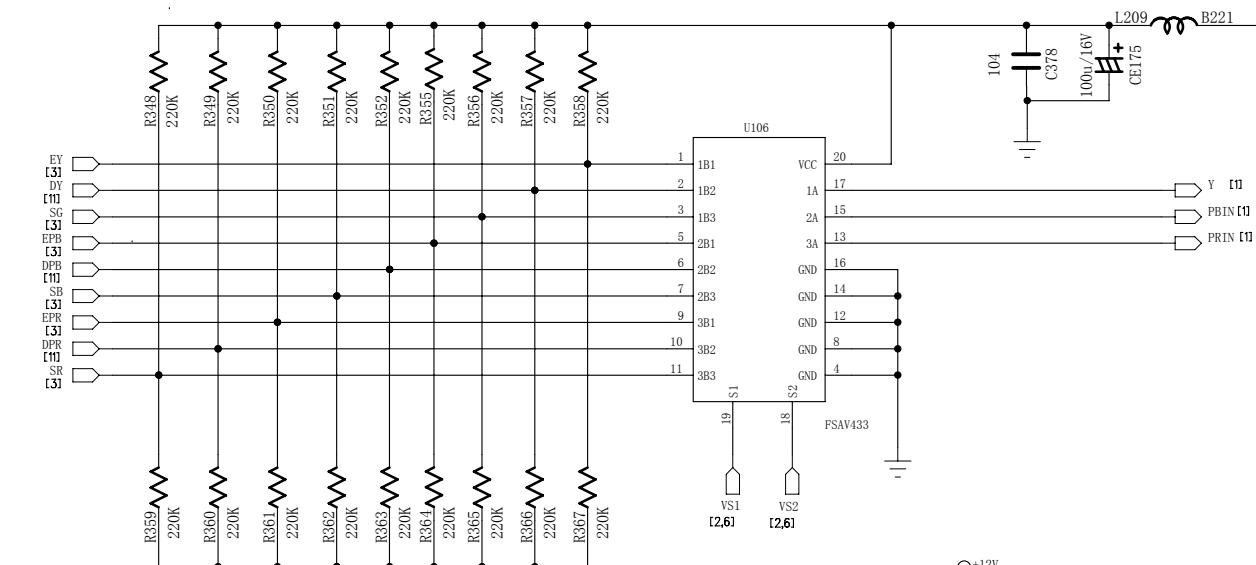 L209
B221
104
C378
100u/16V
+
CE175
R348
220K
R349
220K
R350
220K
R351
220K
R352
220K
R355
220K
R356
220K
R357
220K
R358
220K
U106
EY
[3]
DY
[11]
SG
[3]
EPB
[3]
DPB
[11]
SB
[3]
EPR
[3]
DPR
[11]
SR
[3]
1 1B1
2 1B2
3 1B3
5 2B1
6 2B2
7 2B3
9 3B1
10 3B2
11 3B3
VCC 20
1A 17
2A 15
3A 13
GND 16
GND 14
GND 12
GND 8
GND 4
Y [1]
PBIN [1]
PRIN [1]
S1
S2
19
18
FSAV433
VS1
[2,6]
VS2
[2,6]
R359
220K
R360
220K
R361
220K
R362
220K
R363
220K
R364
220K
R365
220K
R366
220K
R367
220K
+12V